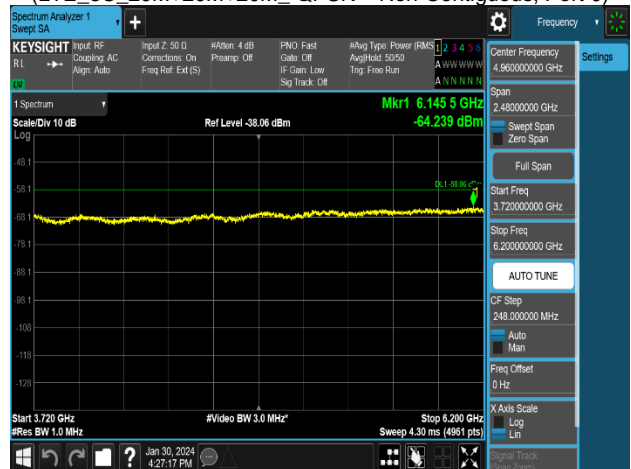 Spectrum Analyzer 1
Swept SA
Frequency
KEYSIGHT Input: RF Input Z: 50 Ω #Atten: 4 dB PNO: Fast #Avg Type: Power (RMS 1 2 3 4 5 6
RL Coupling: AC Corrections: On Preamp: Off Gate: Off Avg|Hold: 50/50 A W W W W W
Align: Auto Freq Ref: Ext (S) IF Gain: Low Trig: Free Run
Sig Track: Off A N N N N N
LV
1 Spectrum
Mkr1 6.145 5 GHz
Scale/Div 10 dB Ref Level -38.06 dBm -64.239 dBm
Log
-48.1
-58.1
-68.1
-78.1
-88.1
-98.1
-108
-118
-128
Start 3.720 GHz #Video BW 3.0 MHz* Stop 6.200 GHz
#Res BW 1.0 MHz Sweep 4.30 ms (4961 pts)
Center Frequency
4.960000000 GHz
Settings
Span
2.48000000 GHz
Swept Span
Zero Span
Full Span
Start Freq
3.720000000 GHz
Stop Freq
6.200000000 GHz
AUTO TUNE
CF Step
248.000000 MHz
Auto
Man
Freq Offset
0 Hz
X Axis Scale
Log
Lin
Signal Track
(Span Zoom)
? Jan 30, 2024
4:27:17 PM